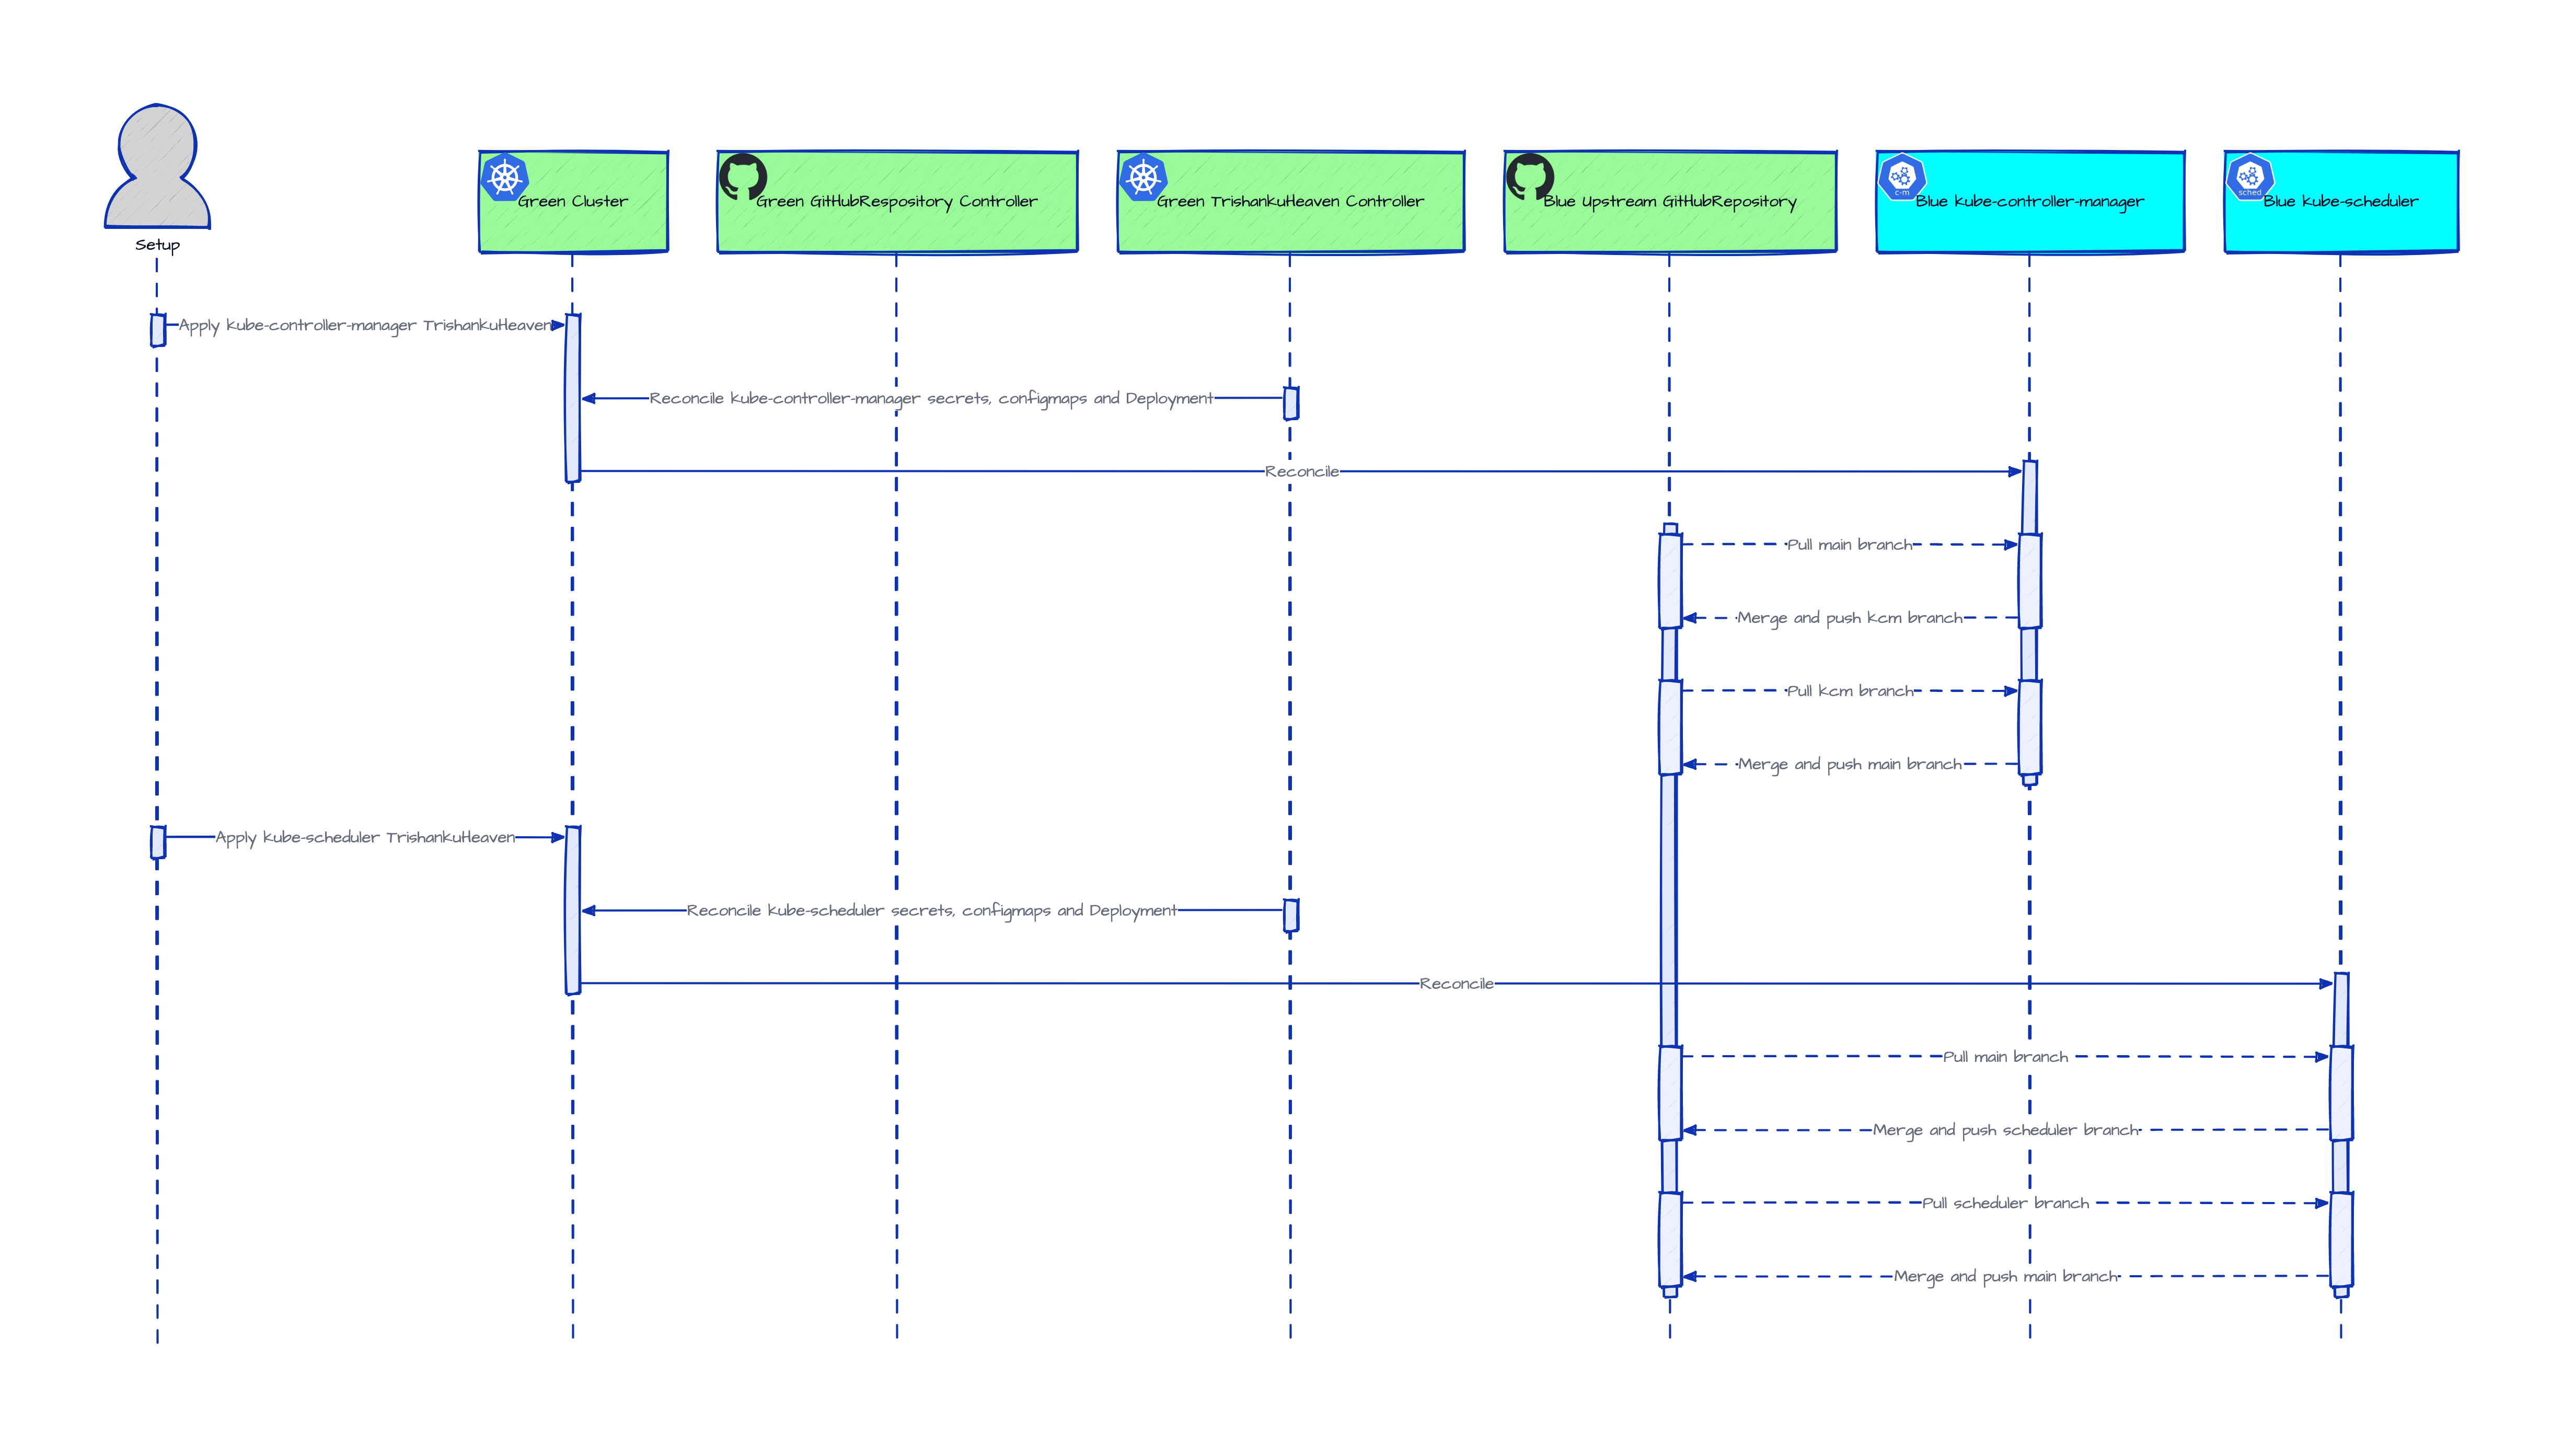 Setup
Green Cluster
Green GitHubRespository Controller
Green TrishankuHeaven Controller
Blue Upstream GitHubRepository
c-m
Blue kube-controller-manager
sched
Blue kube-scheduler
Apply kube-controller-manager TrishankuHeaven
Reconcile kube-controller-manager secrets, configmaps and Deployment
Reconcile
Pull main branch
Merge and push kcm branch
Pull kcm branch
Merge and push main branch
Apply kube-scheduler TrishankuHeaven
Reconcile kube-scheduler secrets, configmaps and Deployment
Reconcile
Pull main branch
Merge and push scheduler branch
Pull scheduler branch
Merge and push main branch